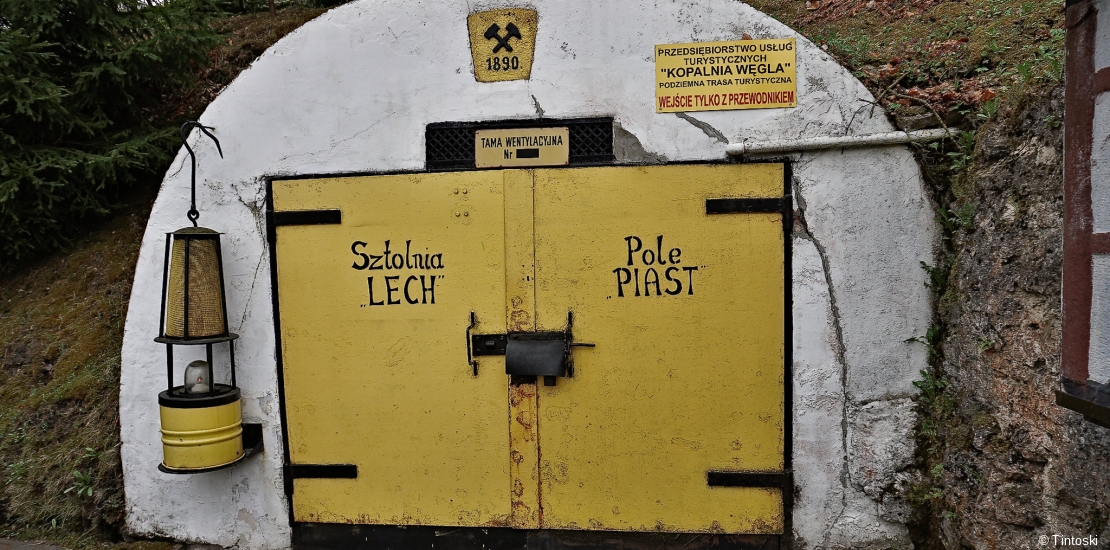 1890.
PRZEDSIĘBIORSTWO USŁUG
TURYSTYCZNYCH
"KOPALNIA WĘGLA"
PODZIEMNA TRASA TURYSTYCZNA
WEJŚCIE TYLKO Z PRZEWODNIKIEM
TAMA WENTYLACYJNA
Nr
Sztolnia
„LECH"
Pole
„PIAST"
© Tintoski